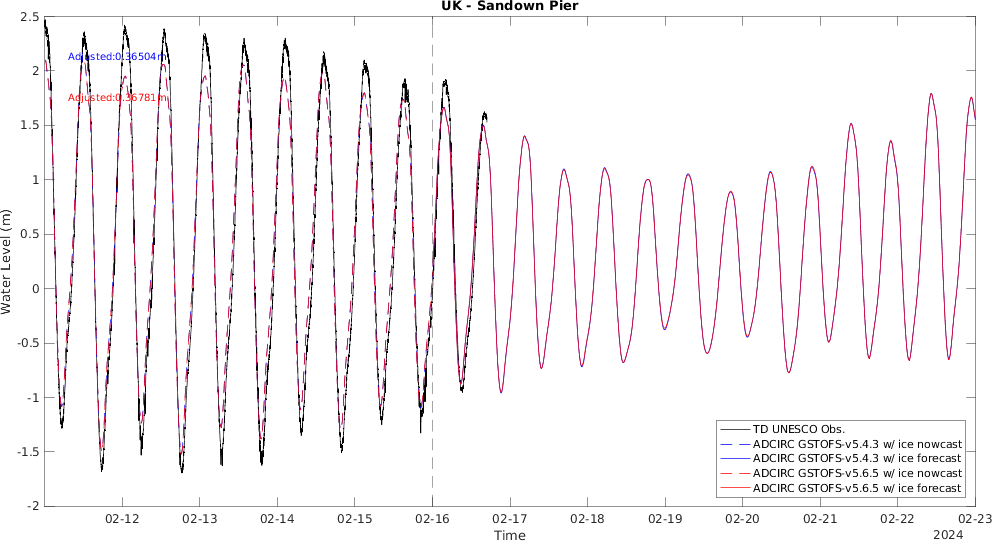 UK - Sandown Pier
2.5
2
1.5
1
0.5
0
-0.5
-1
-1.5
-2
Water Level (m)
Adjusted:0.36504m
Adjusted:0.36781m
TD UNESCO Obs.
ADCIRC GSTOFS-v5.4.3 w/ ice nowcast
ADCIRC GSTOFS-v5.4.3 w/ ice forecast
ADCIRC GSTOFS-v5.6.5 w/ ice nowcast
ADCIRC GSTOFS-v5.6.5 w/ ice forecast
02-12 02-13 02-14 02-15 02-16 02-17 02-18 02-19 02-20 02-21 02-22 02-23
Time
2024